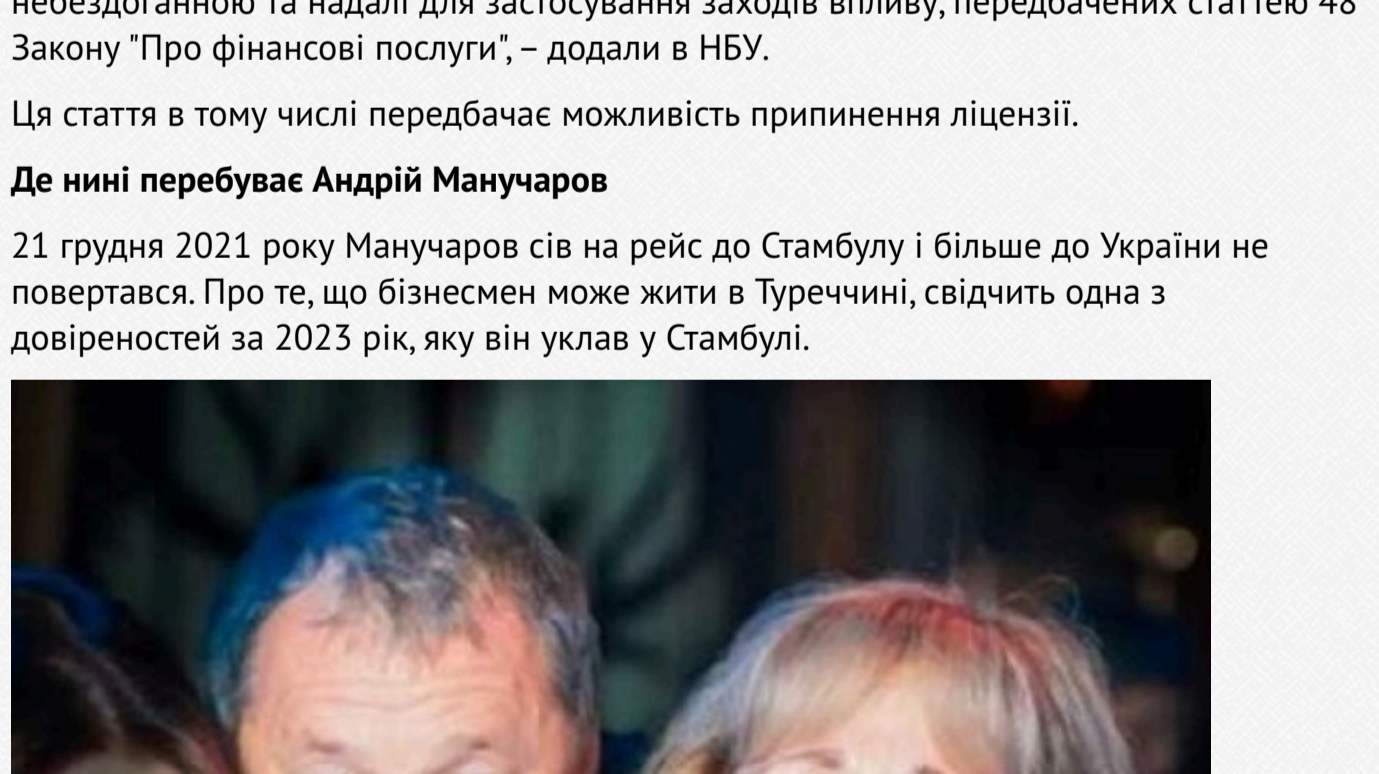 небездоганною та надалі для застосування заходів впливу, передбачених статтею 48
Закону "Про фінансові послуги", – додали в НБУ.
Ця стаття в тому числі передбачає можливість припинення ліцензії.
Де нині перебуває Андрій Манучаров
21 грудня 2021 року Манучаров сів на рейс до Стамбулу і більше до України не
повертався. Про те, що бізнесмен може жити в Туреччині, свідчить одна з
довіреностей за 2023 рік, яку він уклав у Стамбулі.